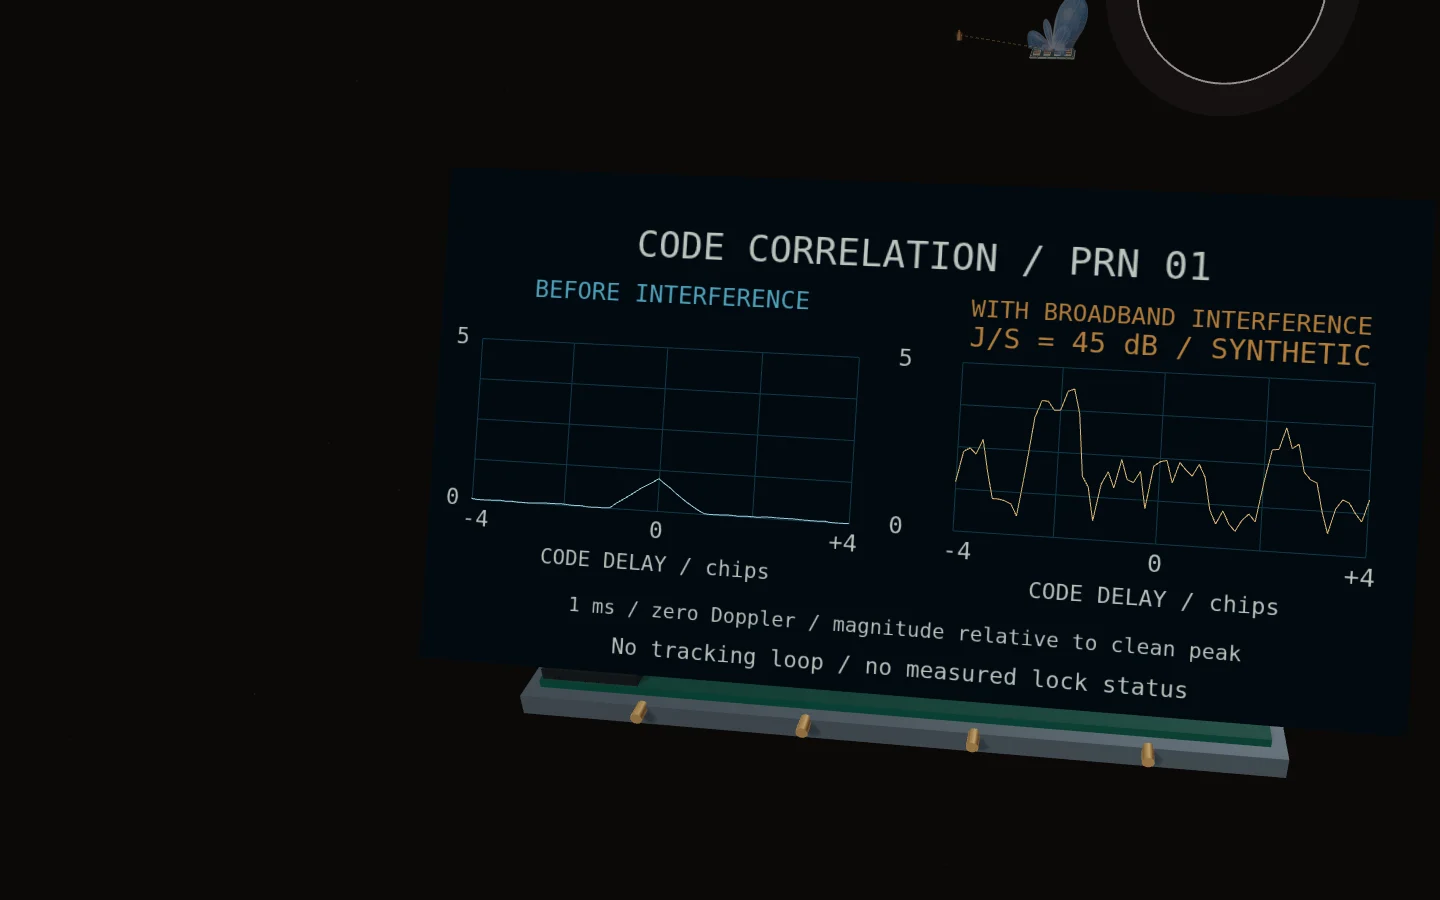 CODE CORRELATION / PRN 01
BEFORE INTERFERENCE
WITH BROADBAND INTERFERENCE
J/S = 45 dB / SYNTHETIC
5
0
-4
0
+4
CODE DELAY / chips
5
0
-4
0
+4
CODE DELAY / chips
1 ms / zero Doppler / magnitude relative to clean peak
No tracking loop / no measured lock status